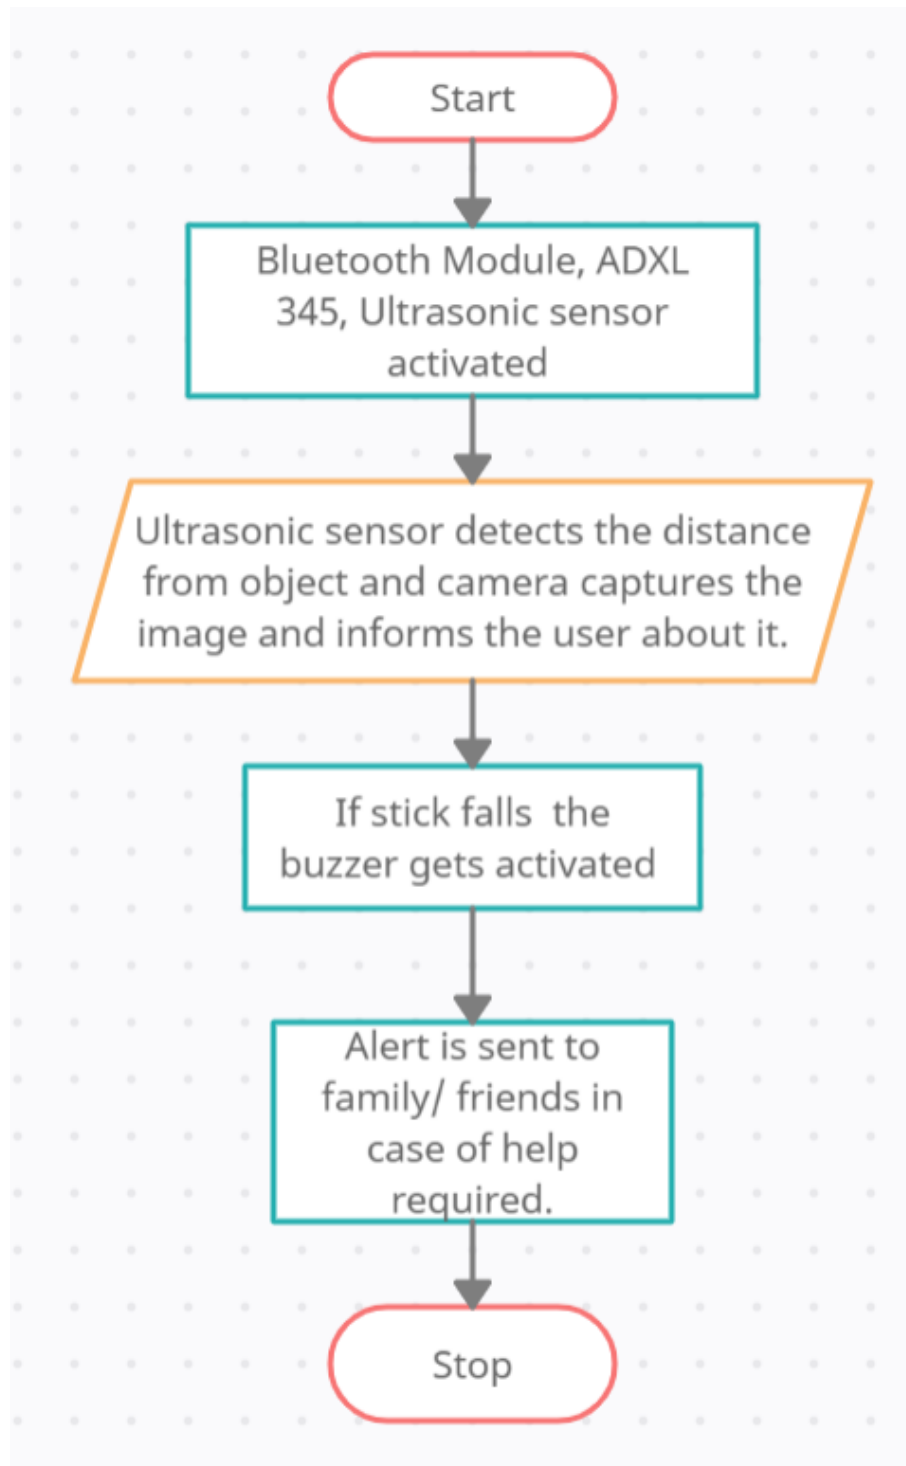 Start
Bluetooth Module, ADXL
345, Ultrasonic sensor
activated
Ultrasonic sensor detects the distance
from object and camera captures the
image and informs the user about it.
If stick falls  the
buzzer gets activated
Alert is sent to
family/ friends in
case of help
required.
Stop